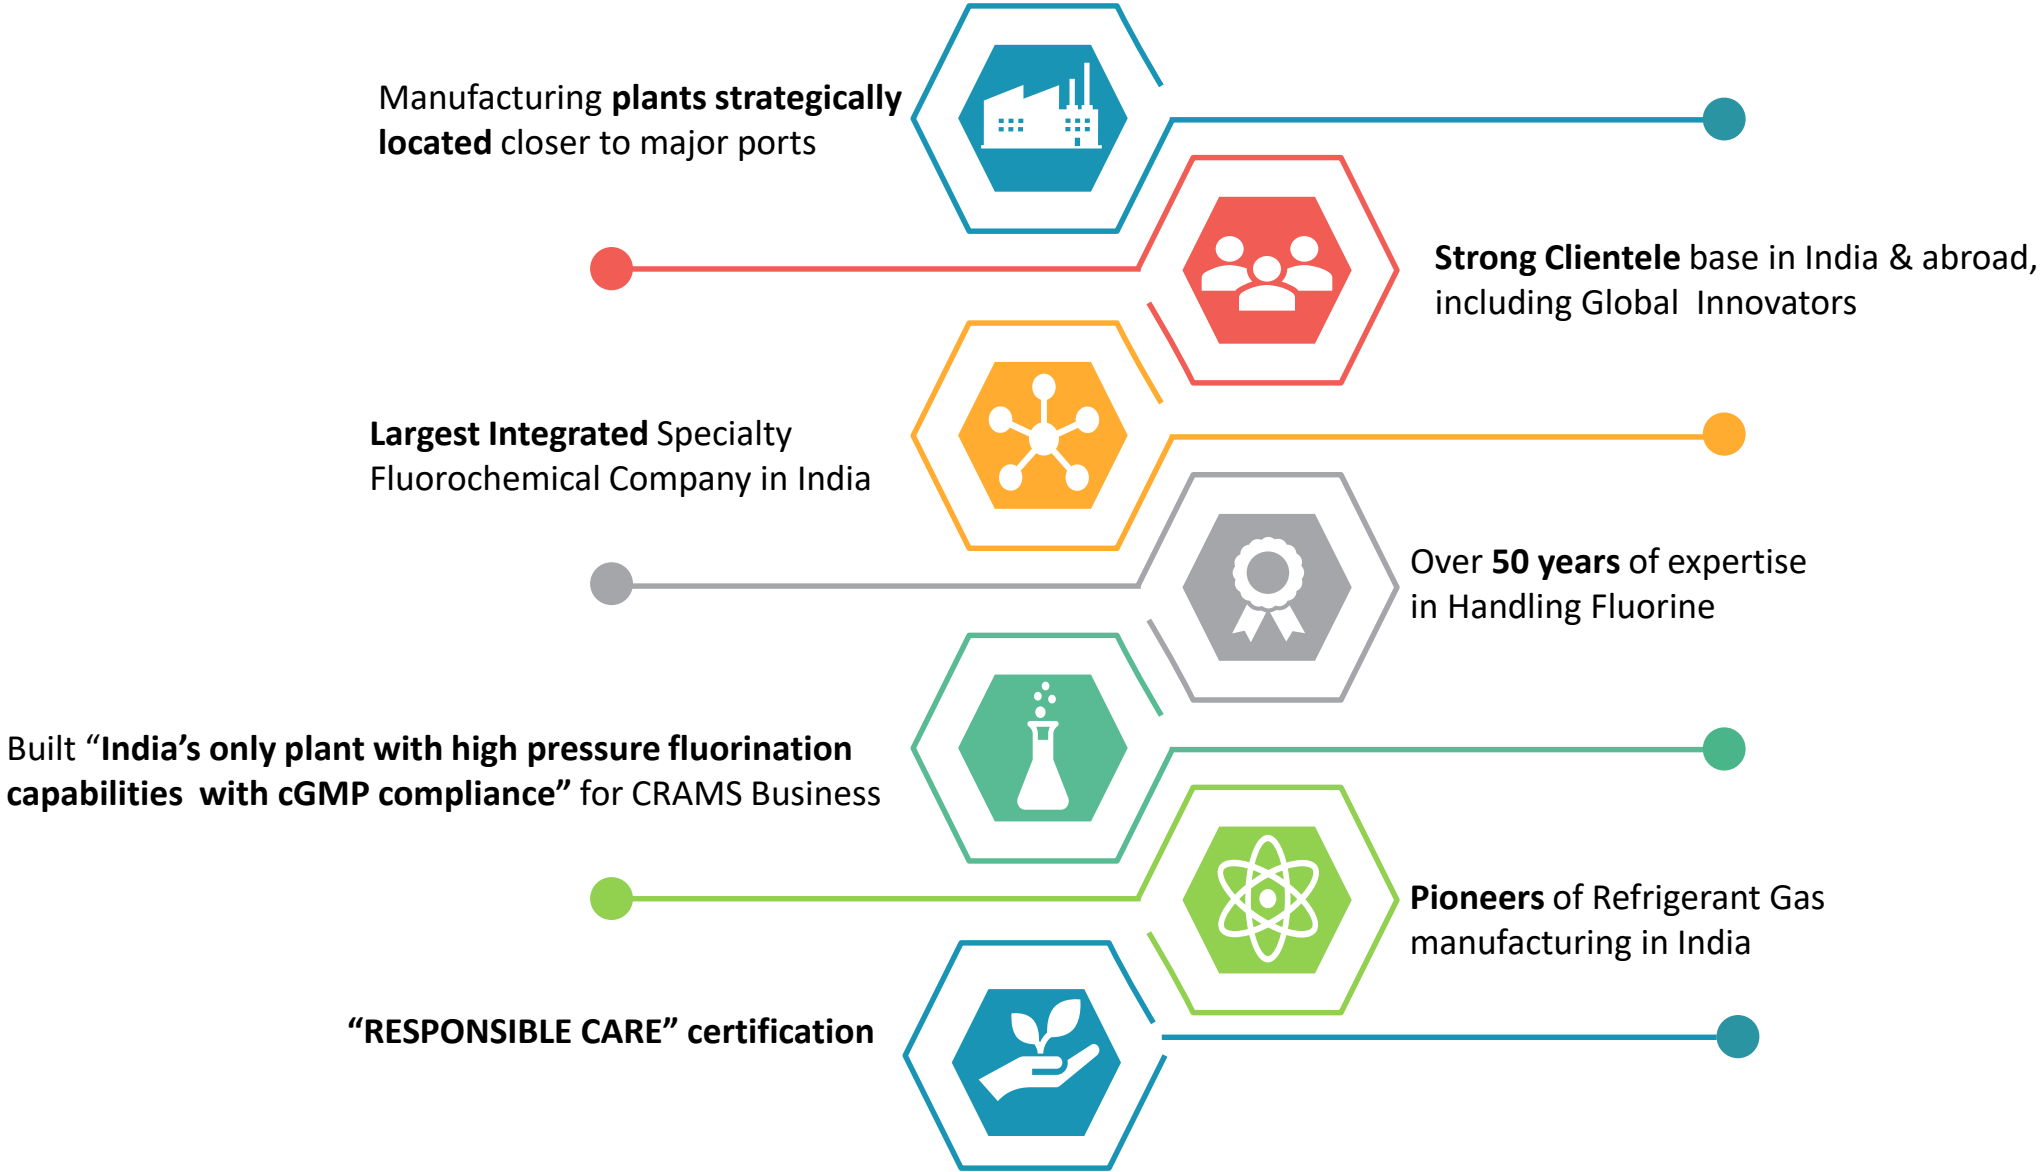 Manufacturing plants strategically
located closer to major ports
Strong Clientele base in India & abroad,
including Global  Innovators
Largest Integrated Specialty
Fluorochemical Company in India
Over 50 years of expertise
in Handling Fluorine
Built “India’s only plant with high pressure fluorination
capabilities  with cGMP compliance” for CRAMS Business
Pioneers of Refrigerant Gas
manufacturing in India
“RESPONSIBLE CARE” certification